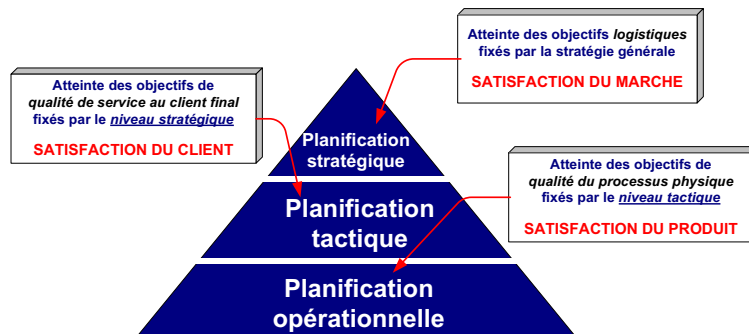 Atteinte des objectifs logistiques
fixés par la stratégie générale
SATISFACTION DU MARCHE
Atteinte des objectifs de
qualité de service au client final
fixés par le niveau stratégique
SATISFACTION DU CLIENT
Planification
stratégique
Atteinte des objectifs de
qualité du processus physique
fixés par le niveau tactique
SATISFACTION DU PRODUIT
Planification
tactique
Planification
opérationnelle